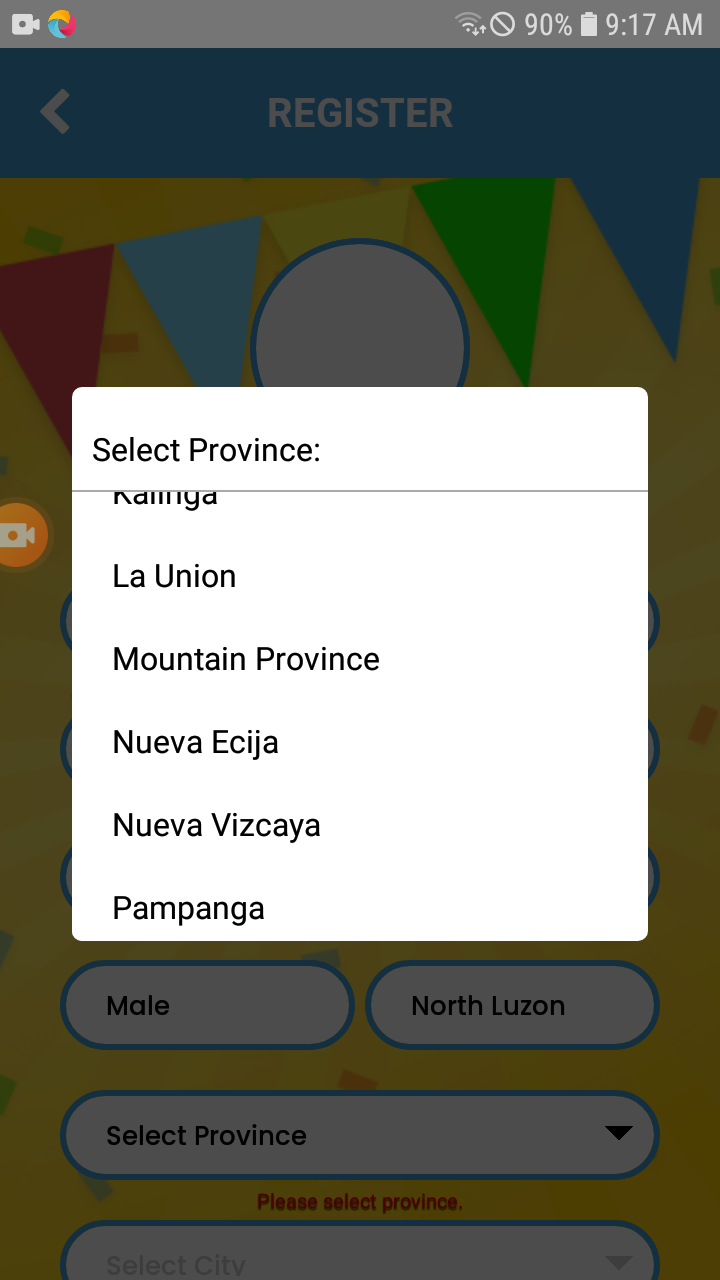 90% 9:17 AM
REGISTER
Select Province:
Kalinga
La Union
Mountain Province
Nueva Ecija
Nueva Vizcaya
Pampanga
Male
North Luzon
Select Province
Please select province.
Select City